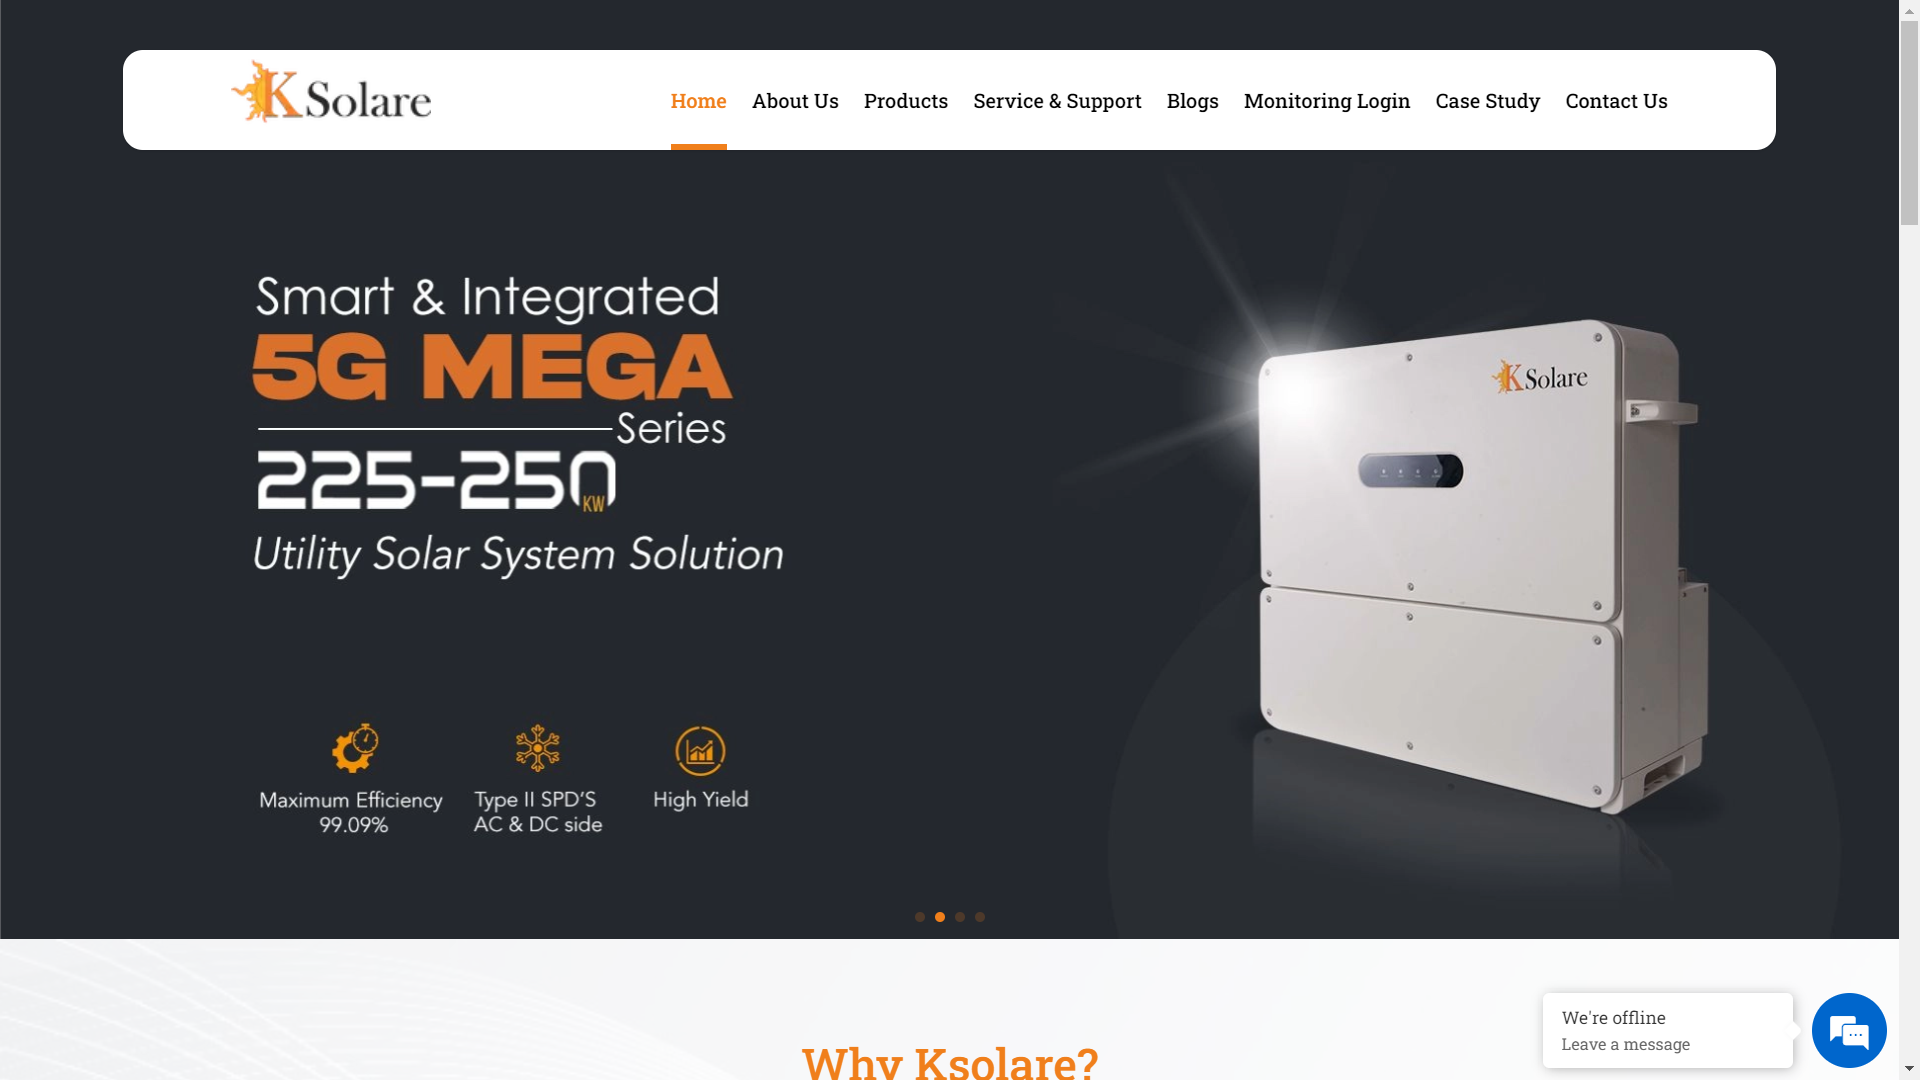 K Solare
Home About Us Products Service & Support Blogs Monitoring Login Case Study Contact Us
Smart & Integrated
5G MEGA
Series
225-250 KW
Utility Solar System Solution
K Solare
Maximum Efficiency
99.09%
Type II SPD'S
AC & DC side
High Yield
Why Ksolare?
We're offline
Leave a message